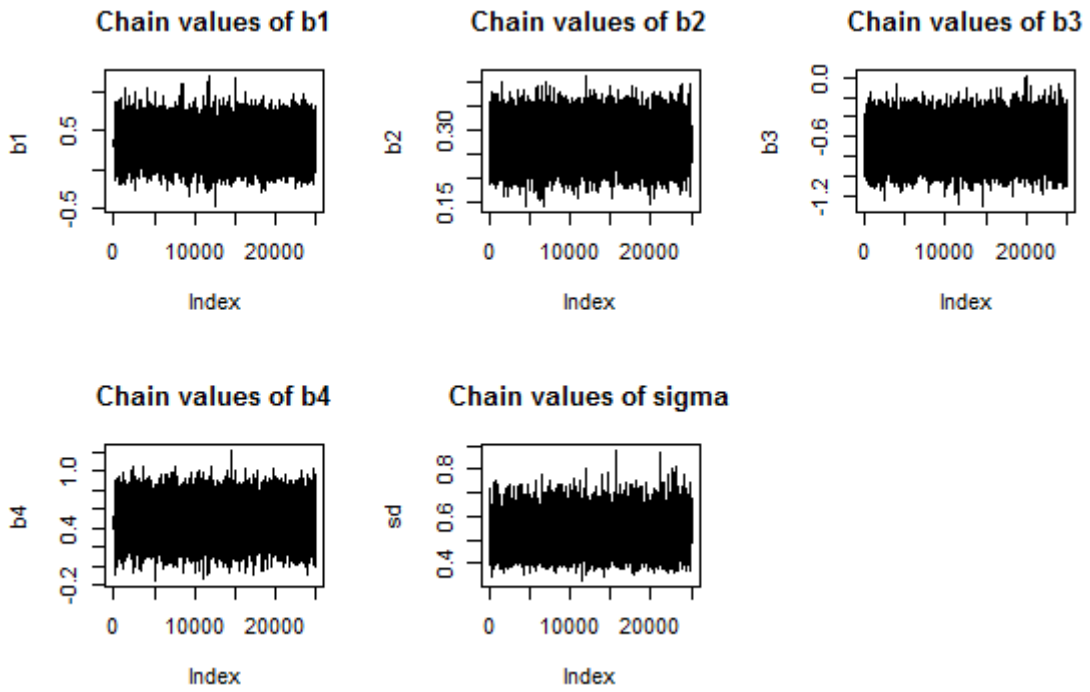 Chain values of b1
b1
0.5
-0.5
0 10000 20000
Index
Chain values of b2
b2
0.30
0.15
0 10000 20000
Index
Chain values of b3
b3
0.0
-0.6
-1.2
0 10000 20000
Index
Chain values of b4
b4
1.0
0.4
-0.2
0 10000 20000
Index
Chain values of sigma
sd
0.8
0.6
0.4
0 10000 20000
Index